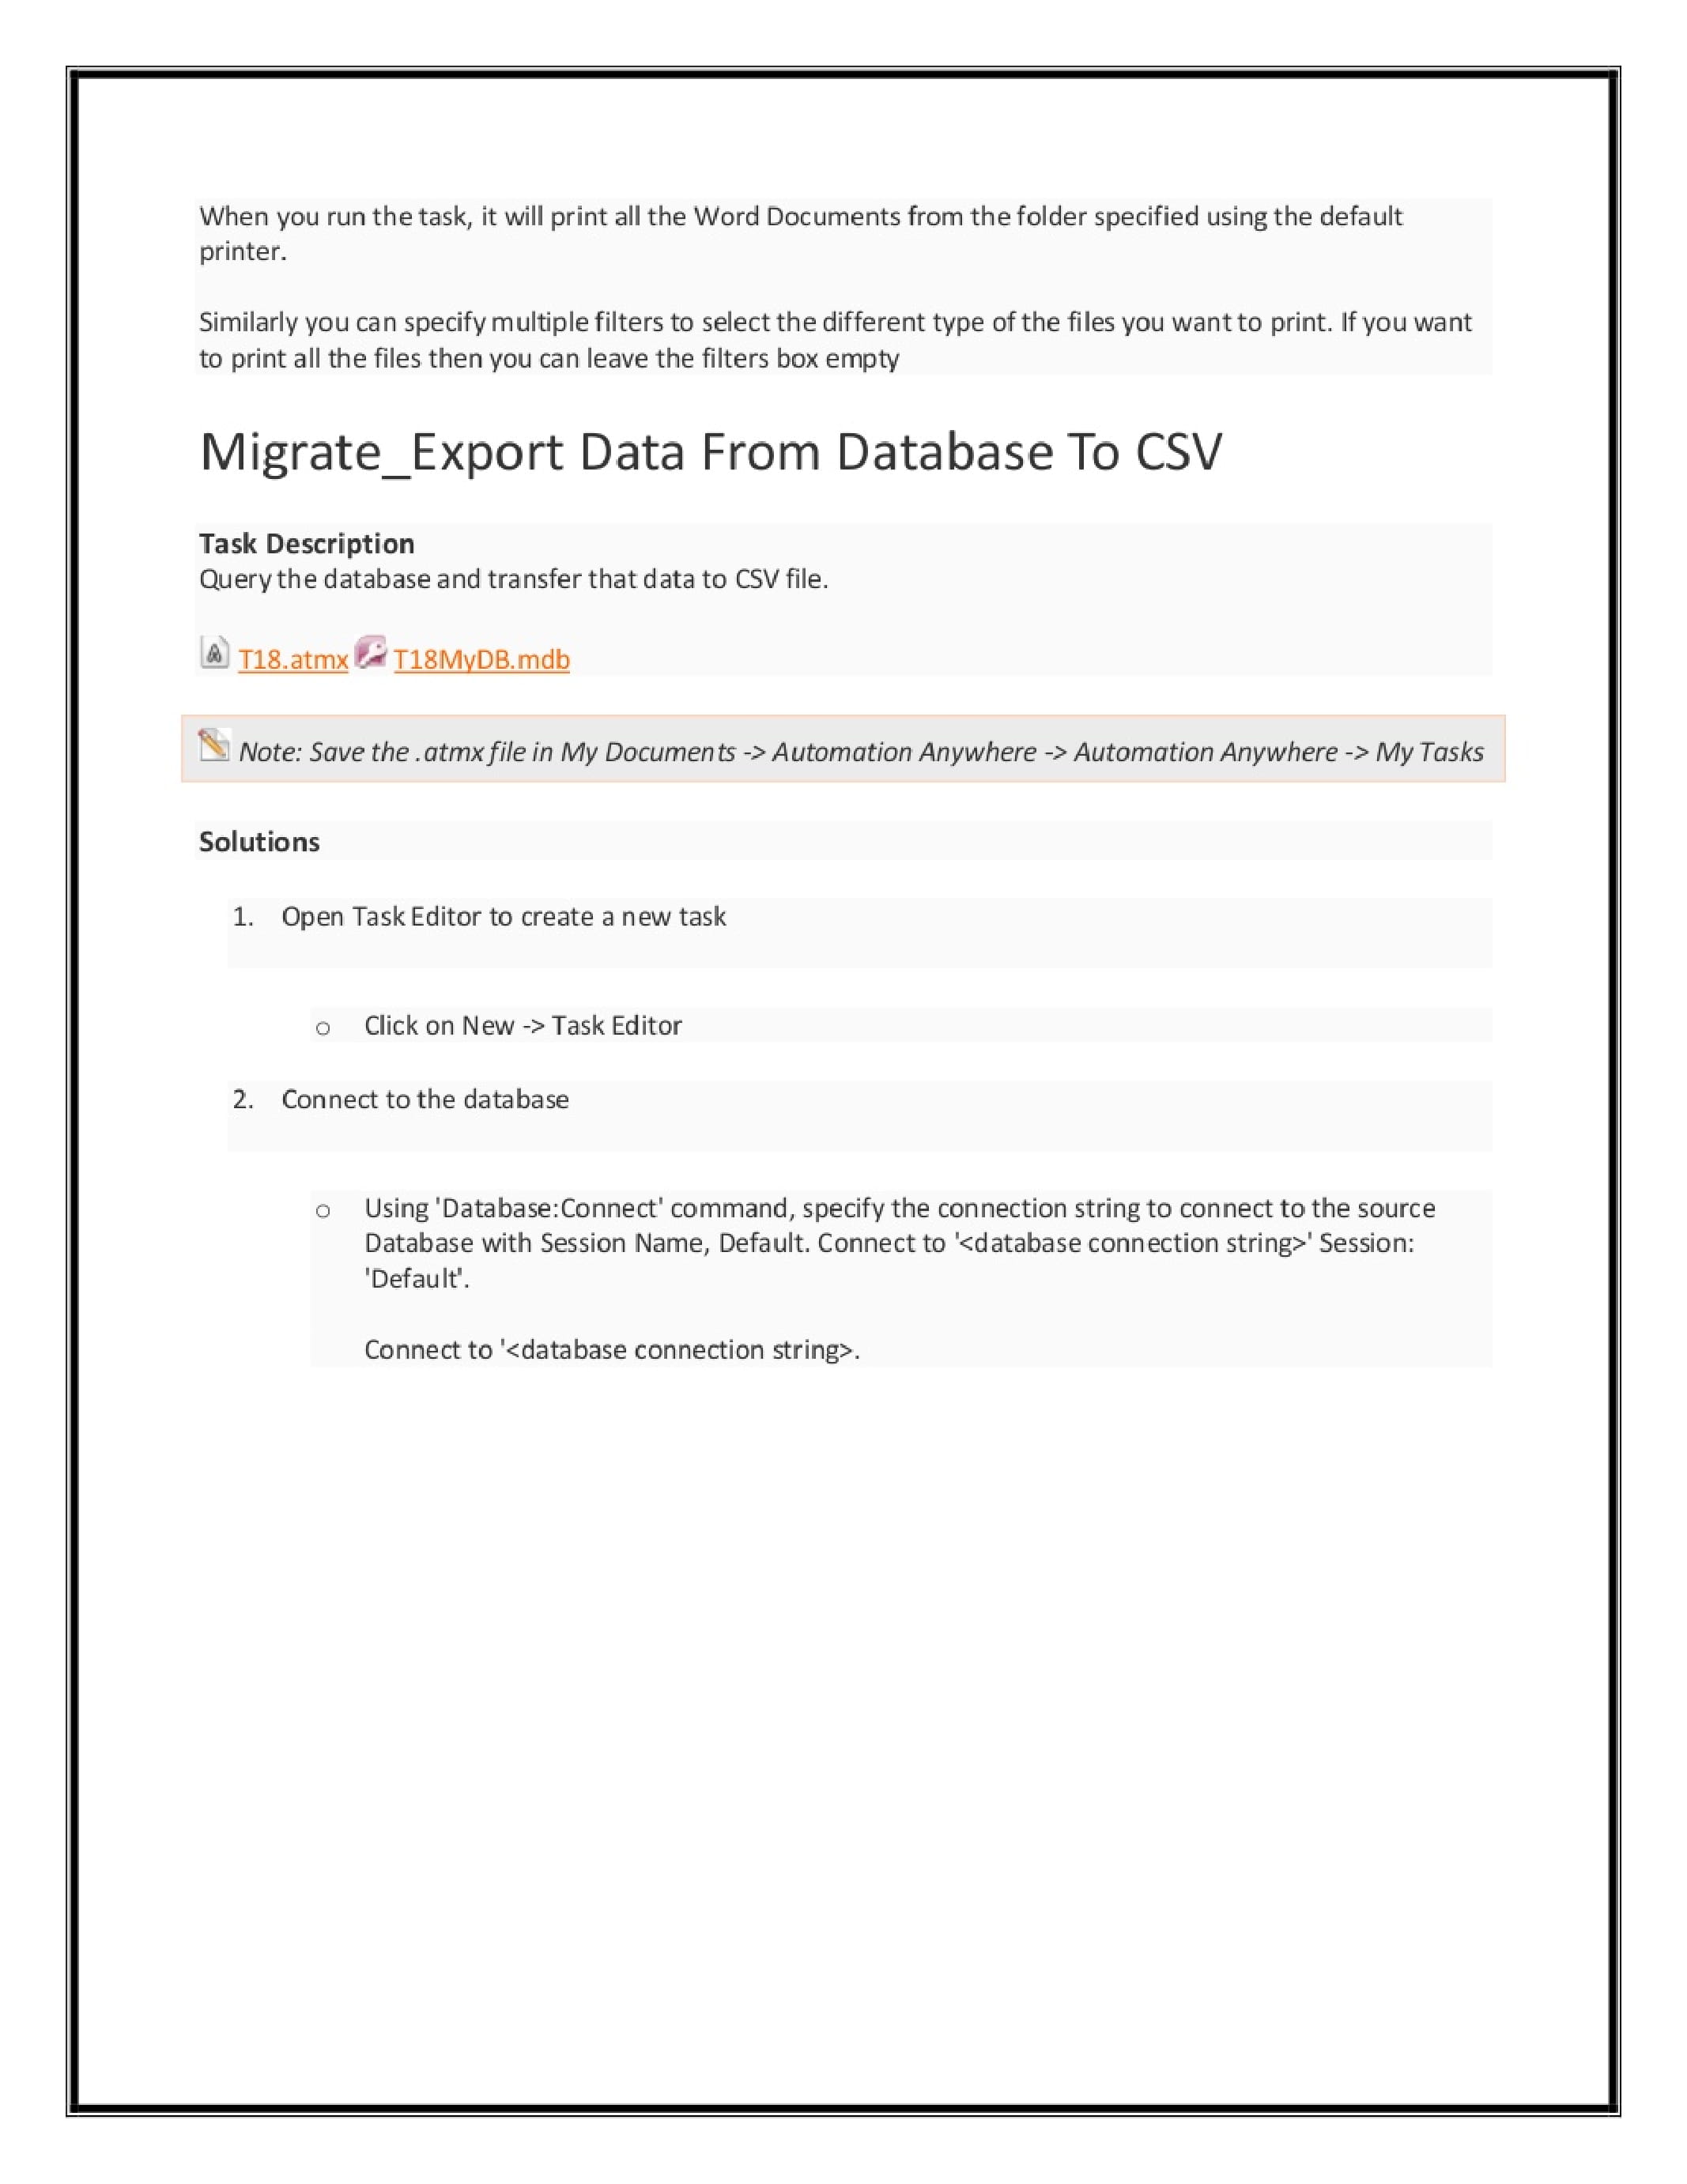 When you run the task, it will print all the Word Documents from the folder specified using the default
printer.
Similarly you can specify multiple filters to select the different type of the files you want to print. If you want
to print all the files then you can leave the filters box empty
Migrate_Export Data From Database To CSV
Task Description
Query the database and transfer that data to CSV file.
T18.atmx T18MyDB.mdb
Note: Save the .atmx file in My Documents -> Automation Anywhere -> Automation Anywhere -> My Tasks
Solutions
1. Open Task Editor to create a new task
o Click on New -> Task Editor
2. Connect to the database
o Using 'Database:Connect' command, specify the connection string to connect to the source
Database with Session Name, Default. Connect to '<database connection string>' Session:
'Default'.
Connect to '<database connection string>.